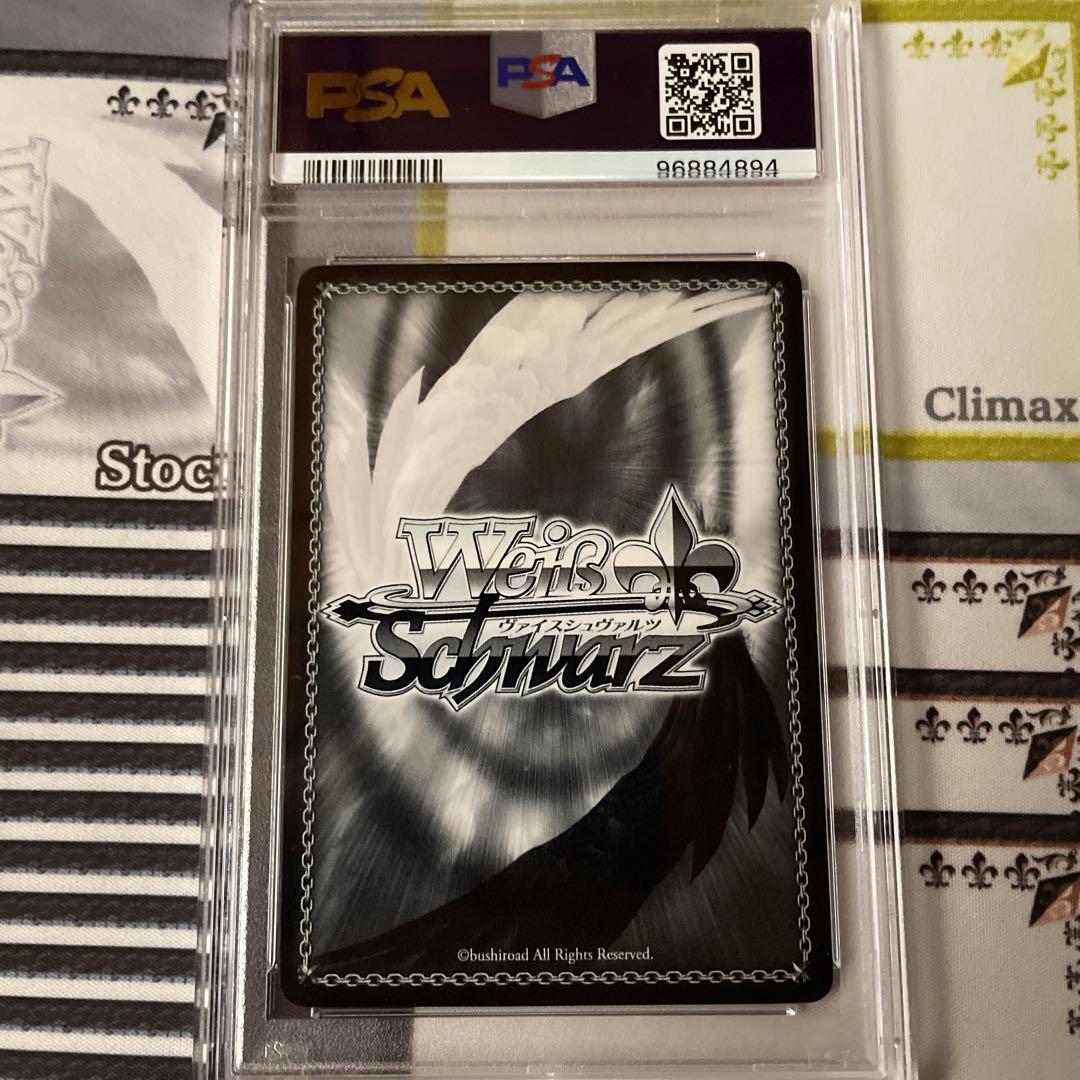 PSA
PSA
96884894
Stoc
Climax
Weiß
ヴァイスシュヴァルツ
Schwarz
©bushiroad All Rights Reserved.